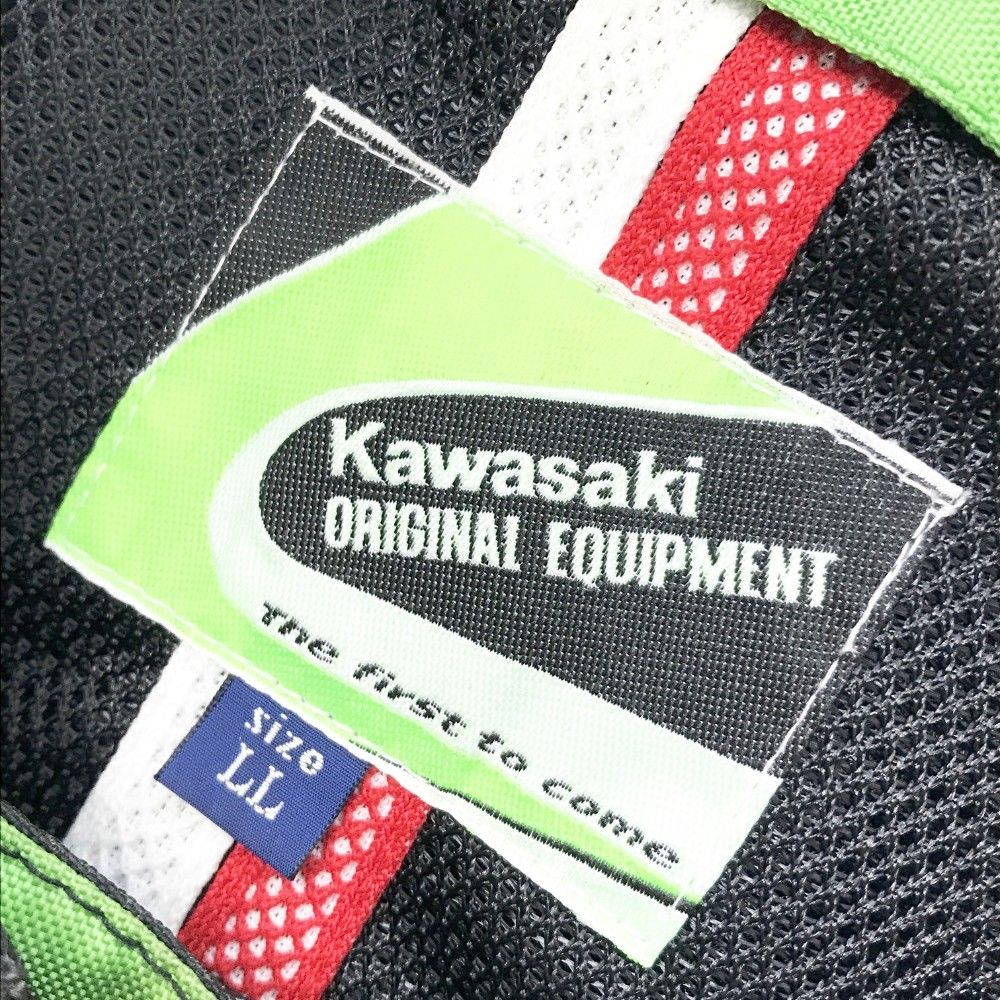 Kawasaki
ORIGINAL EQUIPMENT
The first to come
size
LL